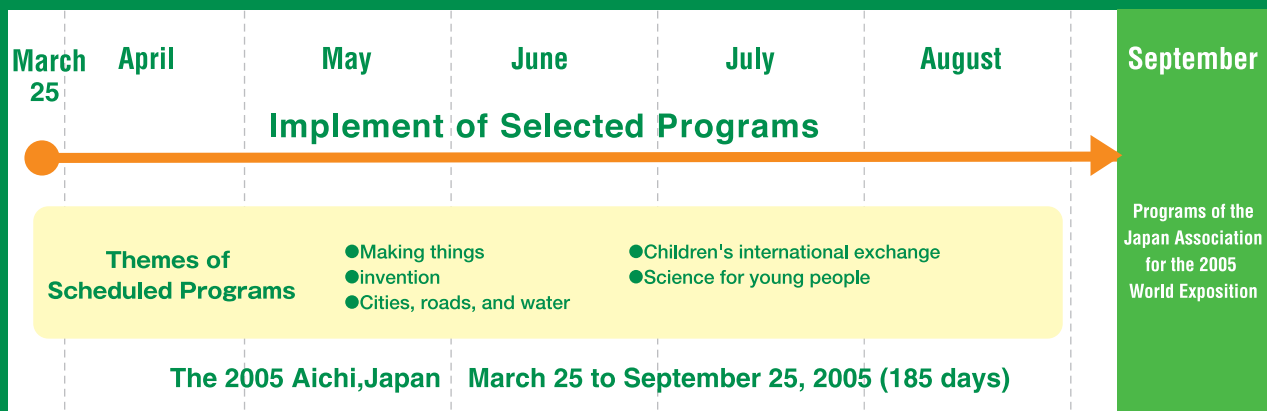 March
25
April
May
June
July
August
September
Implement of Selected Programs
Themes of
Scheduled Programs
●Making things
●invention
●Cities, roads, and water
●Children's international exchange
●Science for young people
Programs of the
Japan Association
for the 2005
World Exposition
The 2005 Aichi,Japan March 25 to September 25, 2005 (185 days)